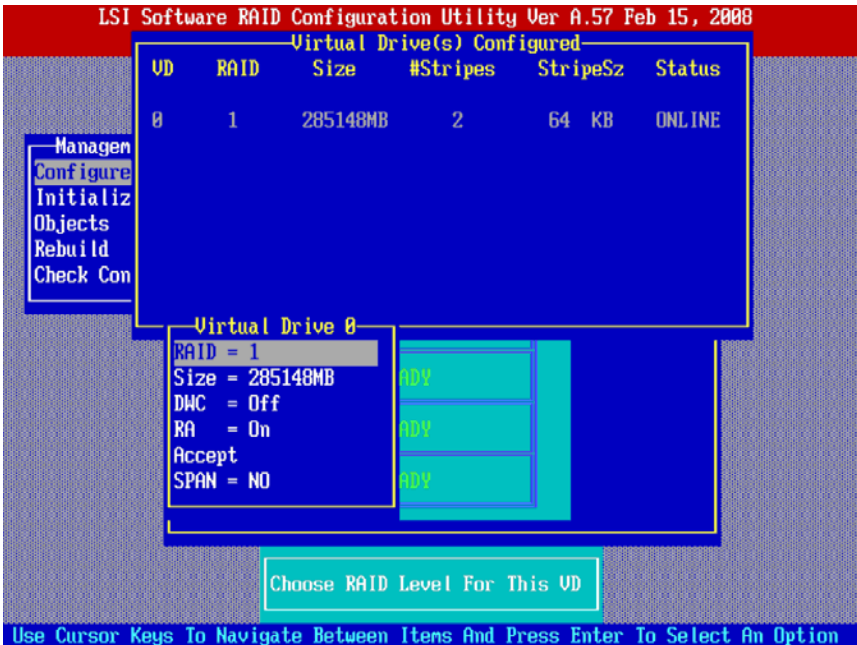 LSI Software RAID Configuration Utility Ver A.57 Feb 15, 2008
Virtual Drive(s) Configured
VD RAID Size #Stripes StripeSz Status
0 1 285148MB 2 64 KB ONLINE
Managem
Configure
Initializ
Objects
Rebuild
Check Con
Virtual Drive 0
RAID = 1
Size = 285148MB
DWC = Off
RA = On
Accept
SPAN = NO
ADY
ADY
ADY
Choose RAID Level For This VD
Use Cursor Keys To Navigate Between Items And Press Enter To Select An Option